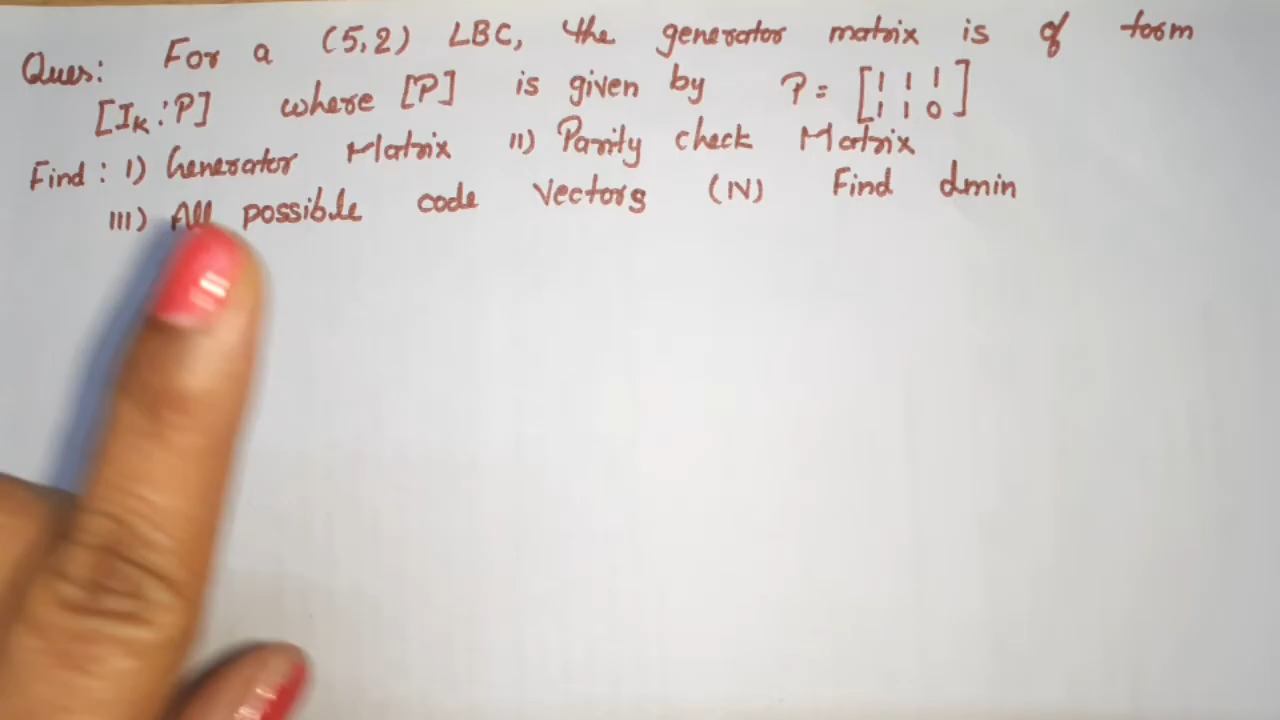 Ques: For a (5,2) LBC, the generator matrix is of form
[Ik : P] where [P] is given by P = [1 1 1
1 1 0]
Find : I) Generator Matrix II) Parity check Matrix
III) All possible code vectors (IV) Find dmin